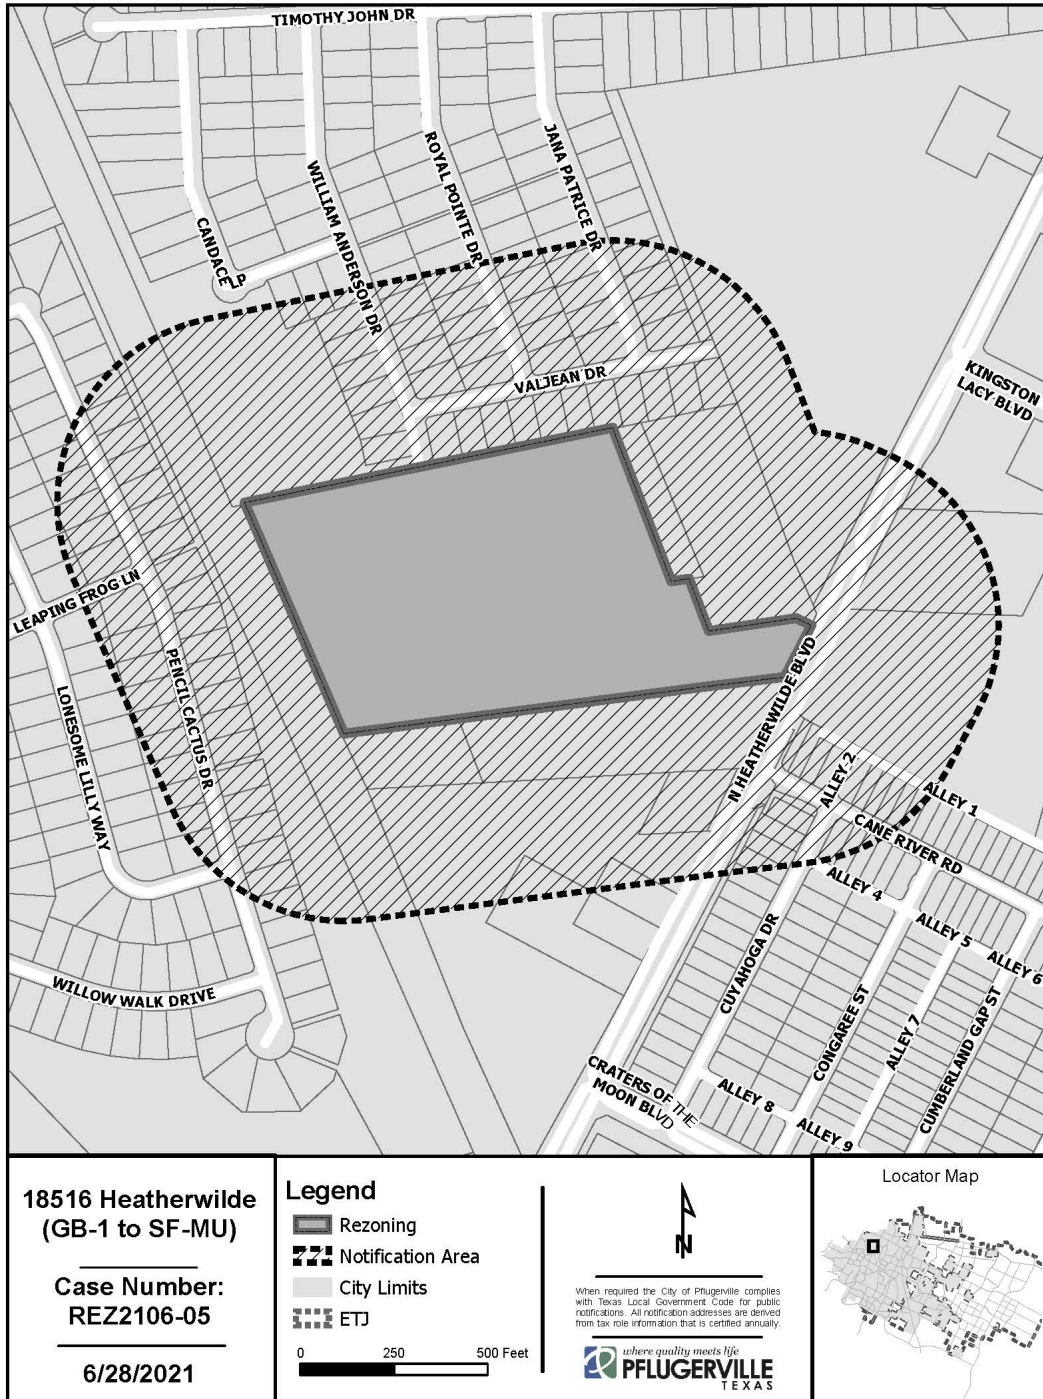 TIMOTHY JOHN DR
CANDACE LP
WILLIAM ANDERSON DR
ROYAL POINTE DR
JANA PATRICE DR
VALJEAN DR
KINGSTON
LACY BLVD
LEAPING FROG LN
PENCIL CACTUS DR
LONESOME LILLY WAY
WILLOW WALK DRIVE
N HEATHERWILDE BLVD
ALLEY 2
ALLEY 1
CANE RIVER RD
ALLEY 4
ALLEY 5
ALLEY 6
CUYAHOGA DR
CONGAREE ST
ALLEY 7
CUMBERLAND GAP ST
CRATERS OF THE
MOON BLVD
ALLEY 8
ALLEY 9
18516 Heatherwilde
(GB-1 to SF-MU)
Case Number:
REZ2106-05
6/28/2021
Legend
Rezoning
Notification Area
City Limits
ETJ
0 250 500 Feet
N
When required the City of Pflugerville complies
with Texas Local Government Code for public
notifications. All notification addresses are derived
from tax role information that is certified annually.
where quality meets life
PFLUGERVILLE
TEXAS
Locator Map